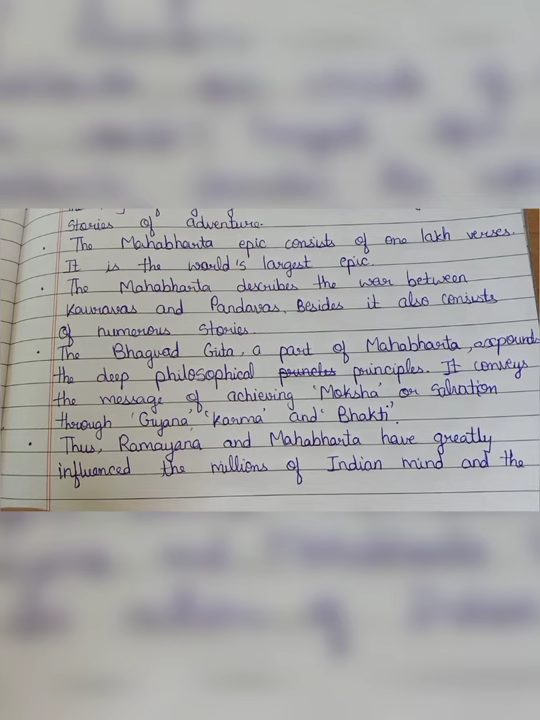 stories of adventure.
• The Mahabharta epic consists of one lakh verses.
It is the world's largest epic.
• The Mahabharta describes the war between
Kauravas and Pandavas. Besides it also consists
of numerous stories.
• The Bhagwad Gita, a part of Mahabharta, expounds
the deep philosophical principles. It conveys
the message of achieving 'Moksha' or Salvation
through 'Gyana', 'Karma' and 'Bhakti'.
• Thus, Ramayana and Mahabharta have greatly
influenced the millions of Indian mind and the